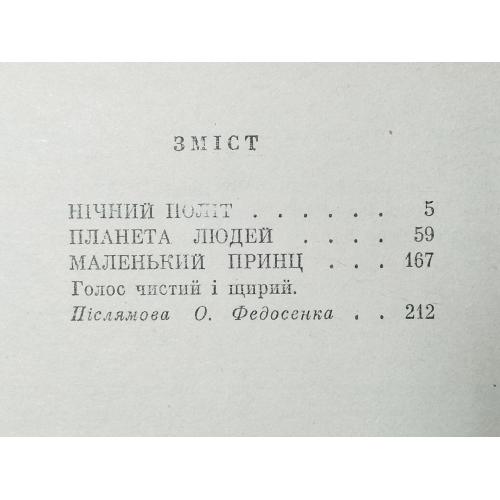 ЗМІСТ
НІЧНИЙ ПОЛІТ . . . . . . 5
ПЛАНЕТА ЛЮДЕЙ . . . . 59
МАЛЕНЬКИЙ ПРИНЦ . . . 167
Голос чистий і щирий.
Післямова О. Федосенка . . 212